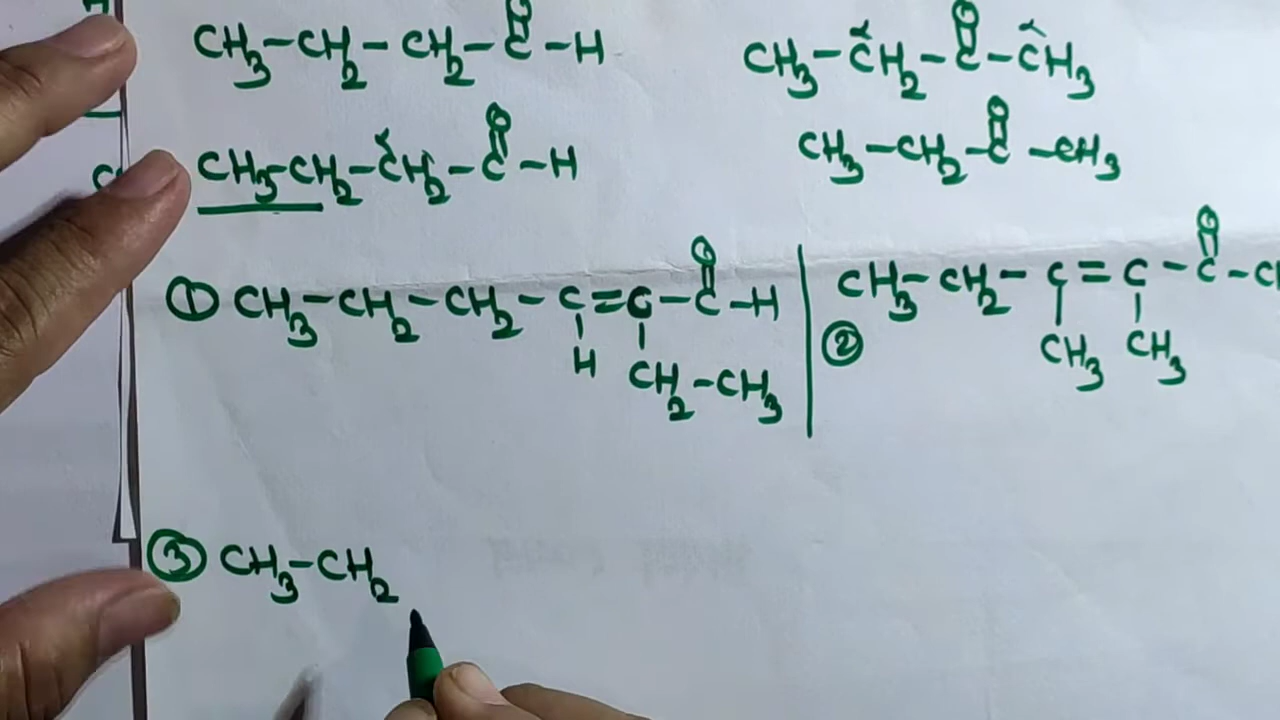 CH3-CH2-CH2-C-H
O
CH3-CH2-C-CH3
α O α
CH3-CH2-CH2-C-H
α O
CH3-CH2-C-CH3
O
① CH3-CH2-CH2-C=C-C-H
O
H CH2-CH3
② CH3-CH2-C=C-C-
O
CH3 CH3
③ CH3-CH2